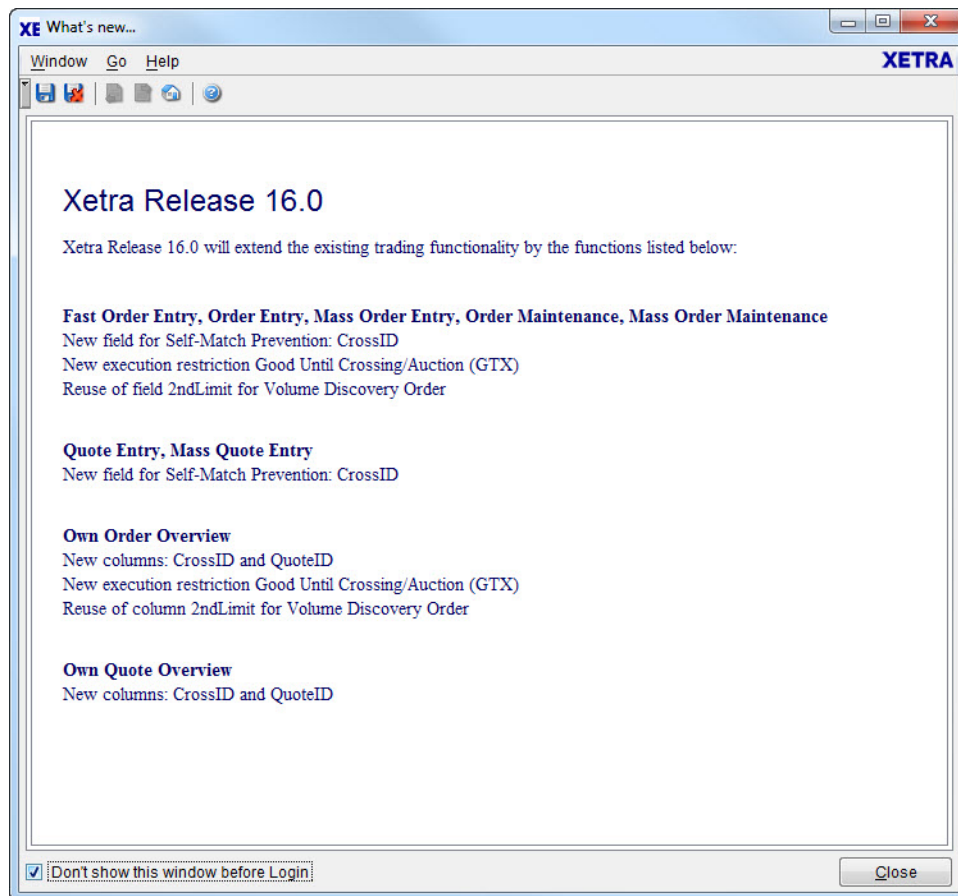 XE What's new...
Window Go Help XETRA
Xetra Release 16.0
Xetra Release 16.0 will extend the existing trading functionality by the functions listed below:
Fast Order Entry, Order Entry, Mass Order Entry, Order Maintenance, Mass Order Maintenance
New field for Self-Match Prevention: CrossID
New execution restriction Good Until Crossing/Auction (GTX)
Reuse of field 2ndLimit for Volume Discovery Order
Quote Entry, Mass Quote Entry
New field for Self-Match Prevention: CrossID
Own Order Overview
New columns: CrossID and QuoteID
New execution restriction Good Until Crossing/Auction (GTX)
Reuse of column 2ndLimit for Volume Discovery Order
Own Quote Overview
New columns: CrossID and QuoteID
Don't show this window before Login Close